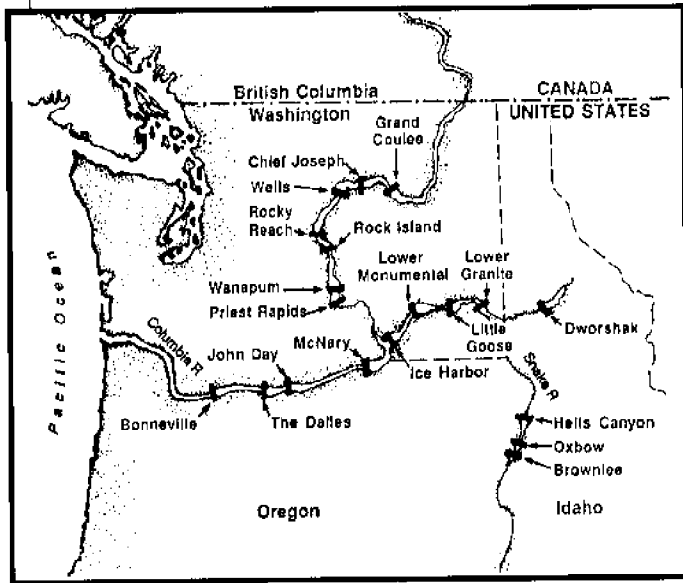 British Columbia
Washington
CANADA
UNITED STATES
Grand
Coulee
Chief Joseph
Wells
Rocky
Reach
Rock Island
Lower
Monumental
Lower
Granite
Wanapum
Priest Rapids
Pacific Ocean
Columbia R
John Day
McNary
Little
Goose
Dworshak
Ice Harbor
Snake R
Bonneville
The Dalles
Hells Canyon
Oxbow
Brownlee
Oregon
Idaho